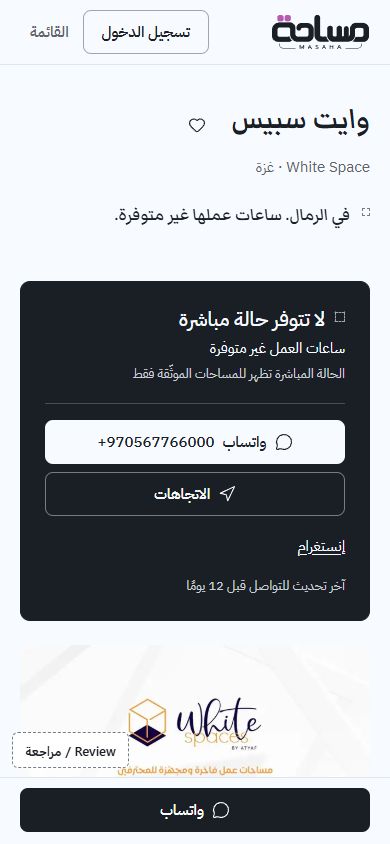 مساحة
MASAHA
تسجيل الدخول
القائمة
وايت سبيس
White Space · غزة
في الرمال. ساعات عملها غير متوفرة.
لا تتوفر حالة مباشرة
ساعات العمل غير متوفرة
الحالة المباشرة تظهر للمساحات الموثّقة فقط
واتساب +970567766000
الاتجاهات
إنستغرام
آخر تحديث للتواصل قبل 12 يومًا
White
spaces
BY ATYAF
مساحات عمل فاخرة ومجهزة للمحترفين
Review / مراجعة
واتساب